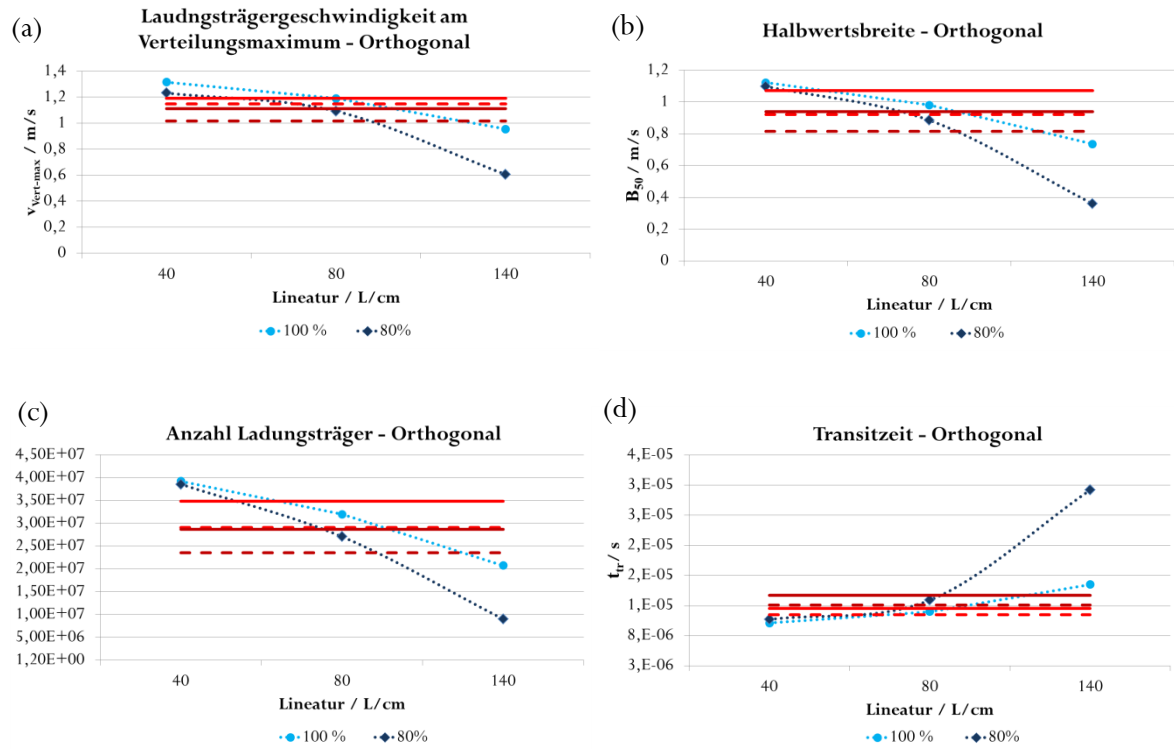 (a)
Laudngsträgergeschwindigkeit am
Verteilungsmaximum - Orthogonal
1,4
1,2
1
0,8
0,6
0,4
0,2
0
vVert-max / m/s
40
80
140
Lineatur / L/cm
100 %
80%
(b)
Halbwertsbreite - Orthogonal
1,2
1
0,8
0,6
0,4
0,2
0
B50 / m/s
40
80
140
Lineatur / L/cm
100 %
80%
(c)
Anzahl Ladungsträger - Orthogonal
4,50E+07
4,00E+07
3,50E+07
3,00E+07
2,50E+07
2,00E+07
1,50E+07
1,00E+07
5,00E+06
1,20E+00
40
80
140
Lineatur / L/cm
100 %
80%
(d)
Transitzeit - Orthogonal
4,E-05
3,E-05
3,E-05
2,E-05
2,E-05
1,E-05
8,E-06
3,E-06
ttr/ s
40
80
140
Lineatur / L/cm
100 %
80%